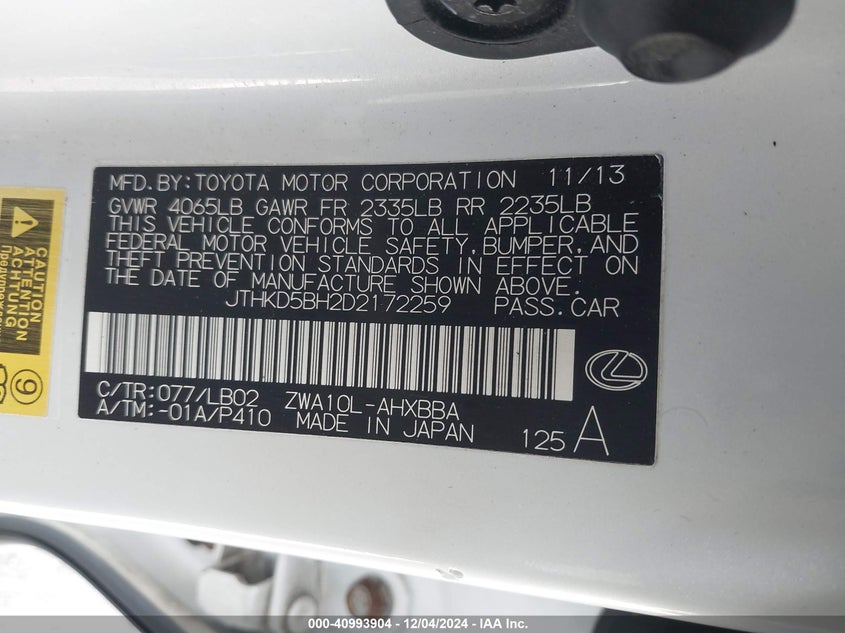 MFD.BY:TOYOTA MOTOR CORPORATION 11/13
GVWR 4065LB GAWR FR 2335LB RR 2235LB
THIS VEHICLE CONFORMS TO ALL APPLICABLE
FEDERAL MOTOR VEHICLE SAFETY,BUMPER,AND
THEFT PREVENTION STANDARDS IN EFFECT ON
THE DATE OF MANUFACTURE SHOWN ABOVE.
JTHKD5BH2D2172259 PASS.CAR
C/TR:077/LB02 ZWA10L-AHXBBA
A/TM:-01A/P410 MADE IN JAPAN
125 A
CAUTION
ATTENTION
ACHTUNG
9
000-40993904 - 12/04/2024 - IAA Inc.